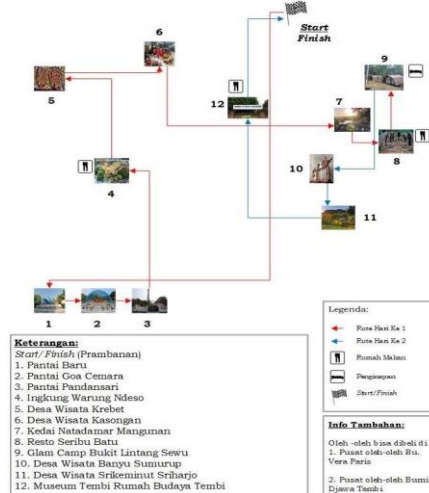 Start
Finish
6
9
5
12
7
8
4
10
11
1
2
3
Keterangan:
Start/Finish (Prambanan)
1. Pantai Baru
2. Pantai Goa Cemara
3. Pantai Pandansari
4. Ingkung Warung Ndeso
5. Desa Wisata Krebet
6. Desa Wisata Kasongan
7. Kedai Natadamar Mangunan
8. Resto Seribu Batu
9. Glam Camp Bukit Lintang Sewu
10. Desa Wisata Banyu Sumurup
11. Desa Wisata Srikeminut Sriharjo
12. Museum Tembi Rumah Budaya Tembi
Legenda:
Rute Hari Ke 1
Rute Hari Ke 2
Rumah Makan
Penginapan
Start/Finish
Info Tambahan:
Oleh -oleh bisa dibeli di
1. Pusat oleh-oleh Bu.
Vera Paris
2. Pusat oleh-oleh Bumi
Djawa Tembi